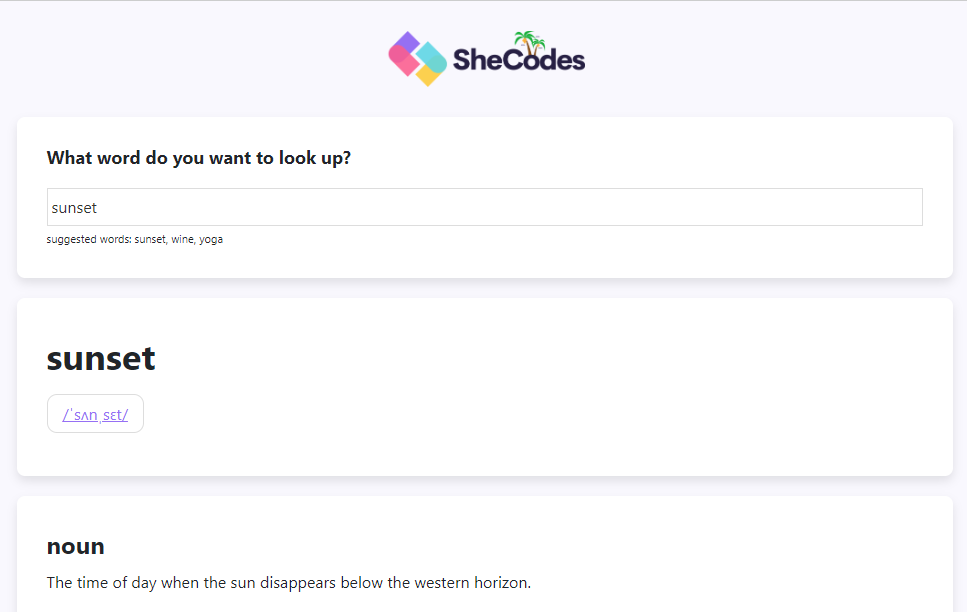 SheCodes
What word do you want to look up?
sunset
suggested words: sunset, wine, yoga
sunset
/ˈsʌnˌsɛt/
noun
The time of day when the sun disappears below the western horizon.